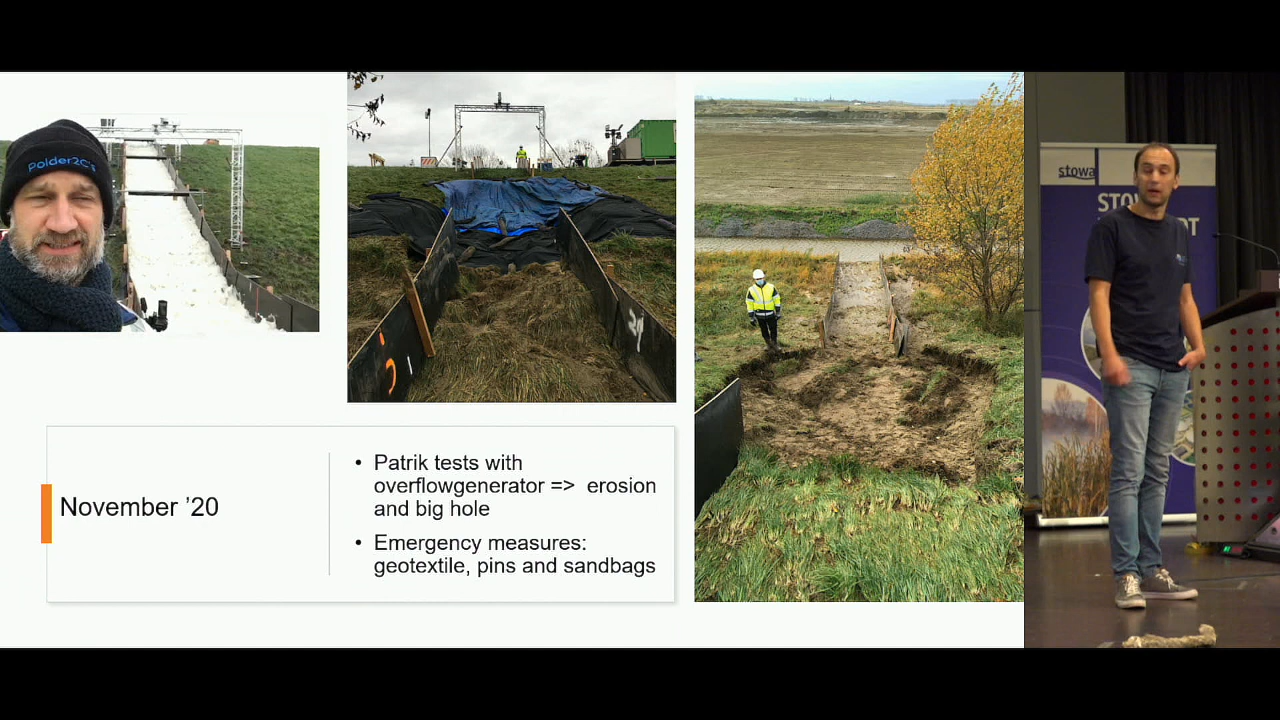 Polder2C's
November '20
• Patrik tests with
overflowgenerator => erosion
and big hole
• Emergency measures:
geotextile, pins and sandbags
stowa